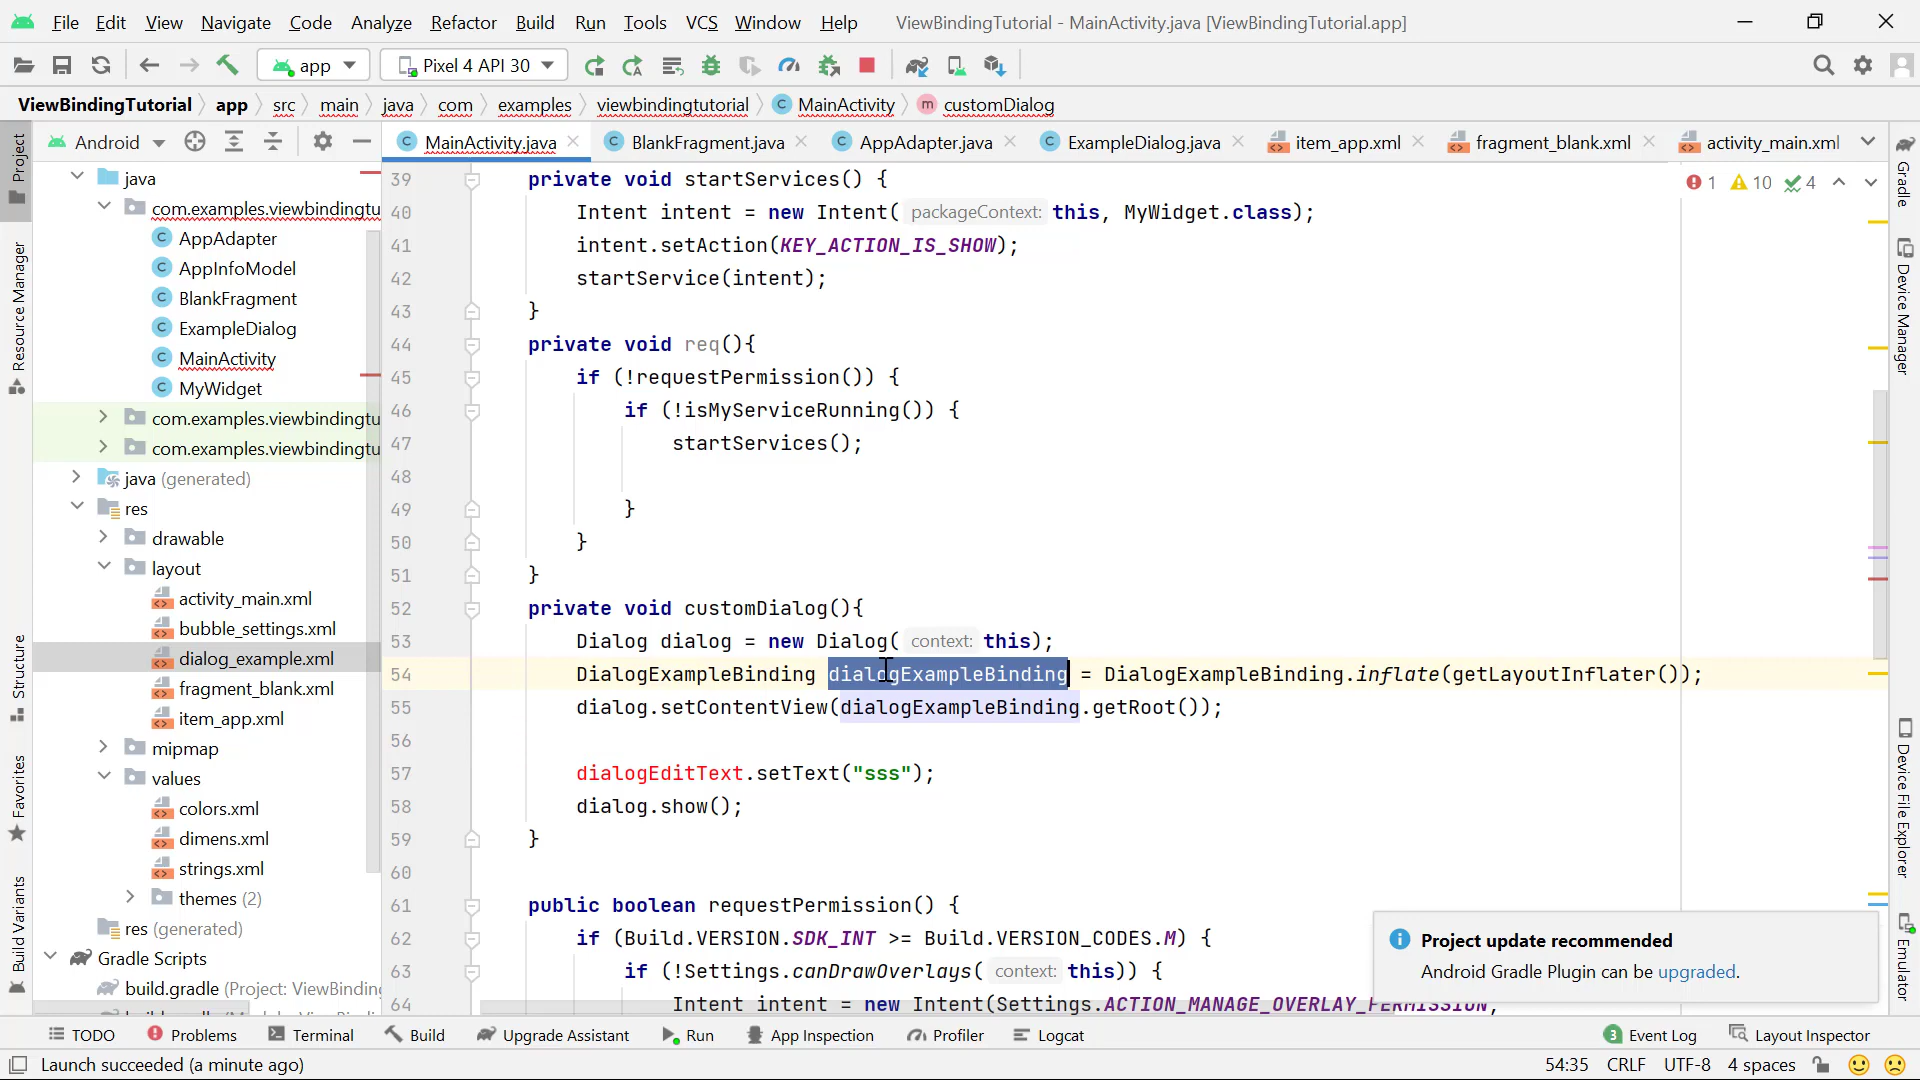 File Edit View Navigate Code Analyze Refactor Build Run Tools VCS Window Help ViewBindingTutorial - MainActivity.java [ViewBindingTutorial.app]
app Pixel 4 API 30
ViewBindingTutorial app src main java com examples viewbindingtutorial MainActivity customDialog
Project
Resource Manager
Structure
Favorites
Build Variants
Android
java
com.examples.viewbindingtu
AppAdapter
AppInfoModel
BlankFragment
ExampleDialog
MainActivity
MyWidget
com.examples.viewbindingtu
com.examples.viewbindingtu
java (generated)
res
drawable
layout
activity_main.xml
bubble_settings.xml
dialog_example.xml
fragment_blank.xml
item_app.xml
mipmap
values
colors.xml
dimens.xml
strings.xml
themes (2)
res (generated)
Gradle Scripts
build.gradle (Project: ViewBinding
MainActivity.java BlankFragment.java AppAdapter.java ExampleDialog.java item_app.xml fragment_blank.xml activity_main.xml
1 10 4
39 private void startServices() {
40 Intent intent = new Intent( packageContext: this, MyWidget.class);
41 intent.setAction(KEY_ACTION_IS_SHOW);
42 startService(intent);
43 }
44 private void req(){
45 if (!requestPermission()) {
46 if (!isMyServiceRunning()) {
47 startServices();
48
49 }
50 }
51 }
52 private void customDialog(){
53 Dialog dialog = new Dialog( context: this);
54 DialogExampleBinding dialogExampleBinding = DialogExampleBinding.inflate(getLayoutInflater());
55 dialog.setContentView(dialogExampleBinding.getRoot());
56
57 dialogEditText.setText("sss");
58 dialog.show();
59 }
60
61 public boolean requestPermission() {
62 if (Build.VERSION.SDK_INT >= Build.VERSION_CODES.M) {
63 if (!Settings.canDrawOverlays( context: this)) {
64 Intent intent = new Intent(Settings.ACTION_MANAGE_OVERLAY_PERMISSION,
Project update recommended
Android Gradle Plugin can be upgraded.
Gradle
Device Manager
Device File Explorer
Emulator
TODO Problems Terminal Build Upgrade Assistant Run App Inspection Profiler Logcat 3 Event Log Layout Inspector
Launch succeeded (a minute ago) 54:35 CRLF UTF-8 4 spaces